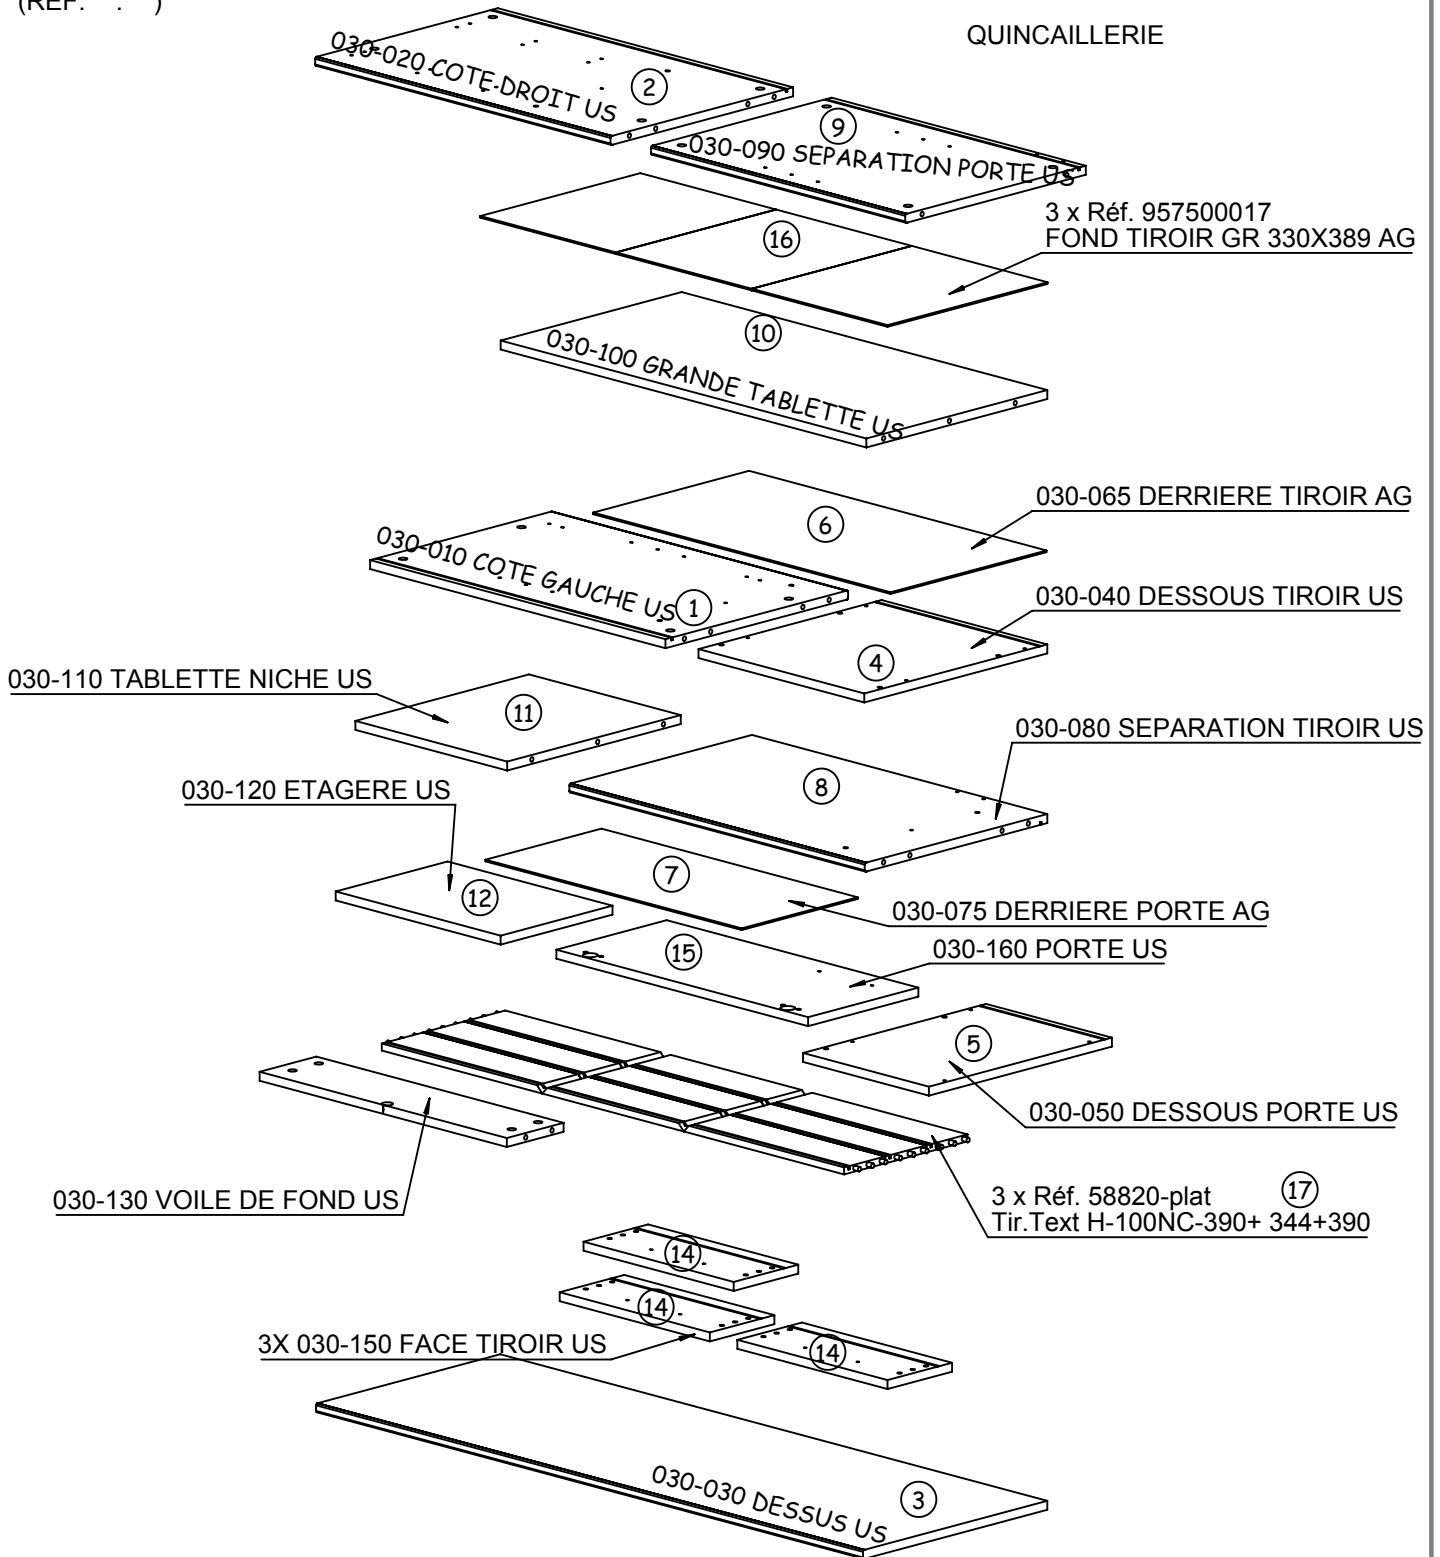 (REF. . )
QUINCAILLERIE
030-020 COTE DROIT US
2
9
030-090 SEPARATION PORTE US
3 x Réf. 957500017
FOND TIROIR GR 330X389 AG
16
10
030-100 GRANDE TABLETTE US
030-065 DERRIERE TIROIR AG
6
030-010 COTE GAUCHE US
1
030-040 DESSOUS TIROIR US
4
030-110 TABLETTE NICHE US
11
030-080 SEPARATION TIROIR US
8
030-120 ETAGERE US
12
7
030-075 DERRIERE PORTE AG
15
030-160 PORTE US
5
030-050 DESSOUS PORTE US
030-130 VOILE DE FOND US
3 x Réf. 58820-plat
17
Tir.Text H-100NC-390+ 344+390
14
14
14
3X 030-150 FACE TIROIR US
3
030-030 DESSUS US